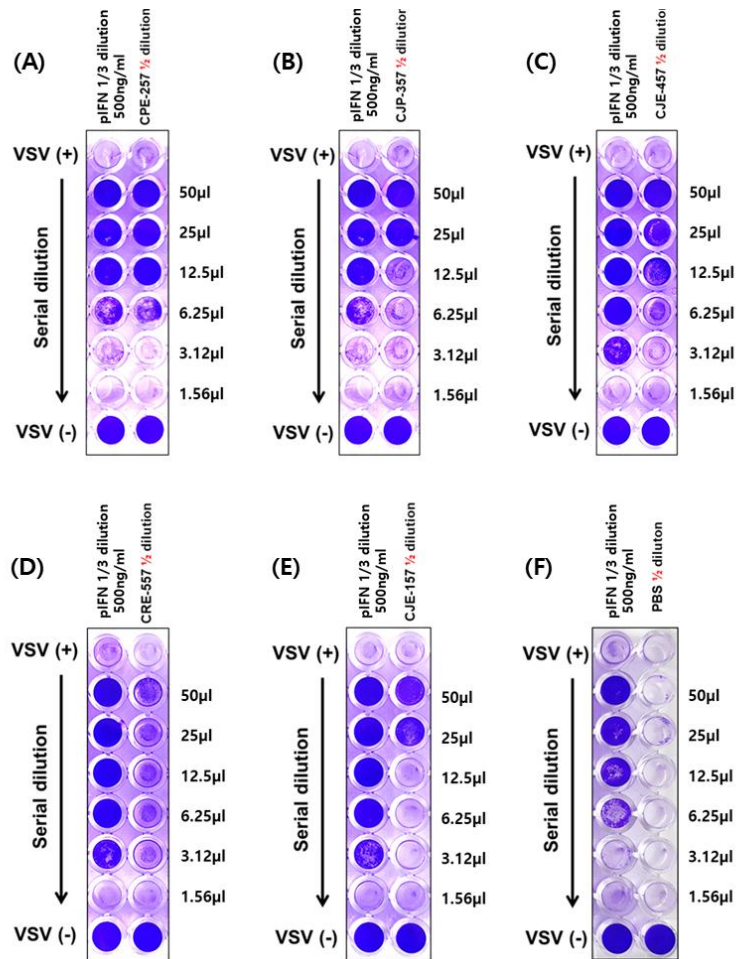 (A)
pIFN 1/3 dilution
500ng/ml
CPE-257 ½ dilution
VSV (+)
Serial dilution
50μl
25μl
12.5μl
6.25μl
3.12μl
1.56μl
VSV (-)
(B)
pIFN 1/3 dilution
500ng/ml
CJP-357 ½ dilution
VSV (+)
Serial dilution
50μl
25μl
12.5μl
6.25μl
3.12μl
1.56μl
VSV (-)
(C)
pIFN 1/3 dilution
500ng/ml
CJE-457 ½ dilution
VSV (+)
Serial dilution
50μl
25μl
12.5μl
6.25μl
3.12μl
1.56μl
VSV (-)
(D)
pIFN 1/3 dilution
500ng/ml
CRE-557 ½ dilution
VSV (+)
Serial dilution
50μl
25μl
12.5μl
6.25μl
3.12μl
1.56μl
VSV (-)
(E)
pIFN 1/3 dilution
500ng/ml
CJE-157 ½ dilution
VSV (+)
Serial dilution
50μl
25μl
12.5μl
6.25μl
3.12μl
1.56μl
VSV (-)
(F)
pIFN 1/3 dilution
500ng/ml
PBS ½ dilution
VSV (+)
Serial dilution
50μl
25μl
12.5μl
6.25μl
3.12μl
1.56μl
VSV (-)